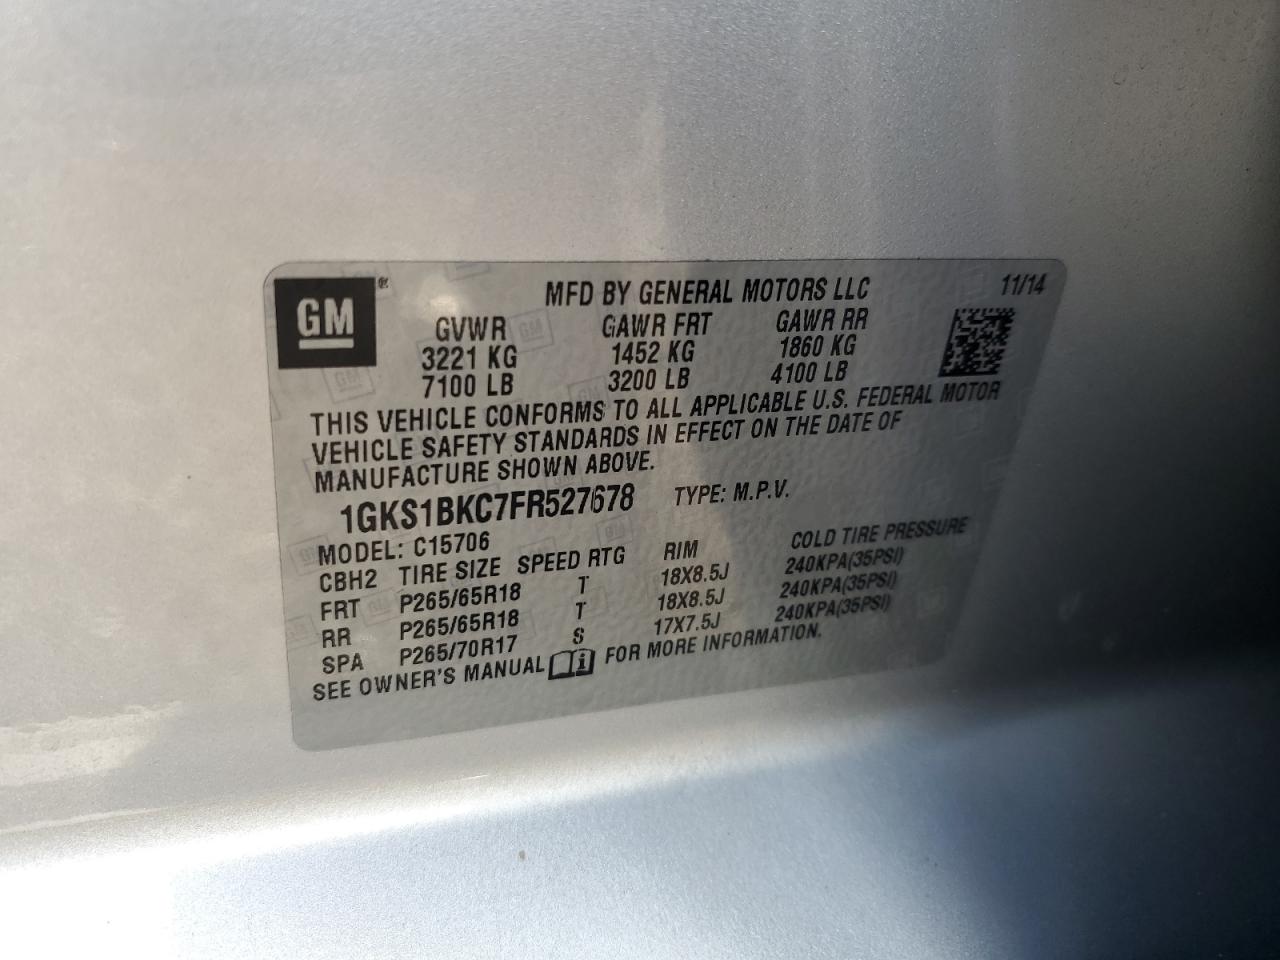 GM ®
MFD BY GENERAL MOTORS LLC 11/14
GVWR GAWR FRT GAWR RR
3221 KG 1452 KG 1860 KG
7100 LB 3200 LB 4100 LB
THIS VEHICLE CONFORMS TO ALL APPLICABLE U.S. FEDERAL MOTOR
VEHICLE SAFETY STANDARDS IN EFFECT ON THE DATE OF
MANUFACTURE SHOWN ABOVE.
1GKS1BKC7FR527678 TYPE: M.P.V.
MODEL: C15706
CBH2 TIRE SIZE SPEED RTG RIM COLD TIRE PRESSURE
FRT P265/65R18 T 18X8.5J 240KPA(35PSI)
RR P265/65R18 T 18X8.5J 240KPA(35PSI)
SPA P265/70R17 S 17X7.5J 240KPA(35PSI)
SEE OWNER'S MANUAL i FOR MORE INFORMATION.